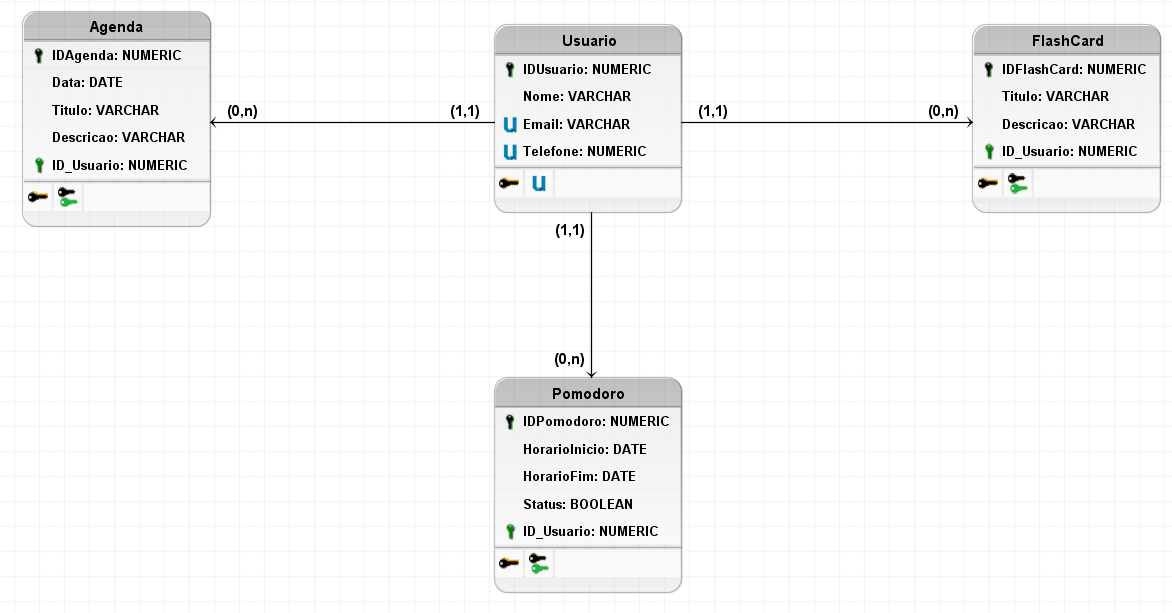 Agenda
IDAgenda: NUMERIC
Data: DATE
Titulo: VARCHAR
Descricao: VARCHAR
ID_Usuario: NUMERIC
(0,n)
(1,1)
Usuario
IDUsuario: NUMERIC
Nome: VARCHAR
U Email: VARCHAR
U Telefone: NUMERIC
U
(1,1)
(0,n)
FlashCard
IDFlashCard: NUMERIC
Titulo: VARCHAR
Descricao: VARCHAR
ID_Usuario: NUMERIC
(1,1)
(0,n)
Pomodoro
IDPomodoro: NUMERIC
HorarioInicio: DATE
HorarioFim: DATE
Status: BOOLEAN
ID_Usuario: NUMERIC